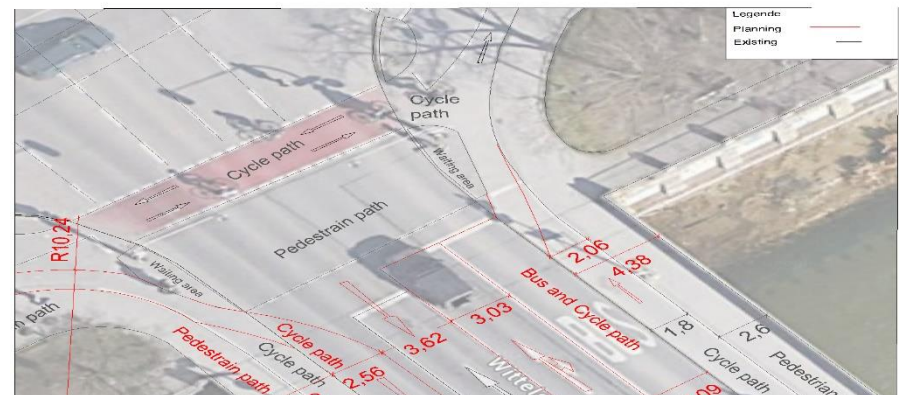 Legende
Planning
Existing
Cycle
path
Cycle path
Waiting area
Pedestrain path
R10,24
Waiting area
2,06
4,38
Bus and Cycle path
3,03
3,62
1,8
2,6
Cycle path
Pedestrian
Cycle path
Cycle path
Pedestrain path
2,56
Wittel
09
n path